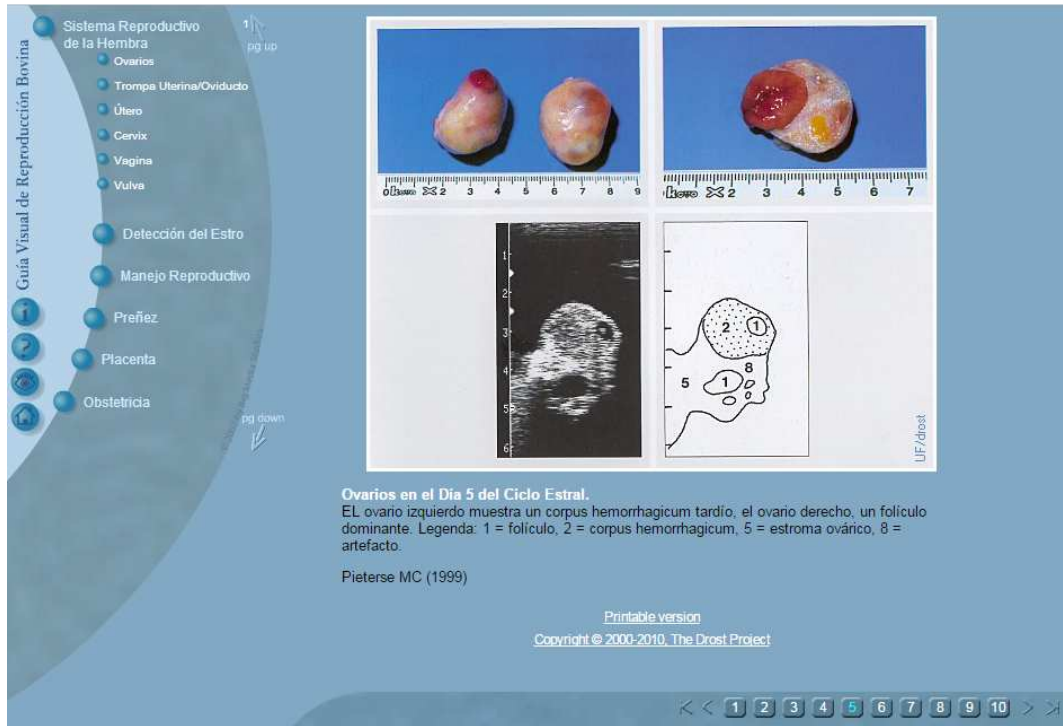 Guía Visual de Reproducción Bovina
Sistema Reproductivo
de la Hembra
Ovarios
Trompa Uterina/Oviducto
Útero
Cervix
Vagina
Vulva
Detección del Estro
Manejo Reproductivo
Preñez
Placenta
Obstetricia
1
pg up
pg down
i
?
0 1 2 3 4 5 6 7 8 9
0 2 3 4 5 6 7
1
2
3
4
5
6
2 1
8
5 1
UF/drost
Ovarios en el Día 5 del Ciclo Estral.
EL ovario izquierdo muestra un corpus hemorrhagicum tardío, el ovario derecho, un folículo
dominante. Legenda: 1 = folículo, 2 = corpus hemorrhagicum, 5 = estroma ovárico, 8 =
artefacto.
Pieterse MC (1999)
Printable version
Copyright © 2000-2010, The Drost Project
1 2 3 4 5 6 7 8 9 10